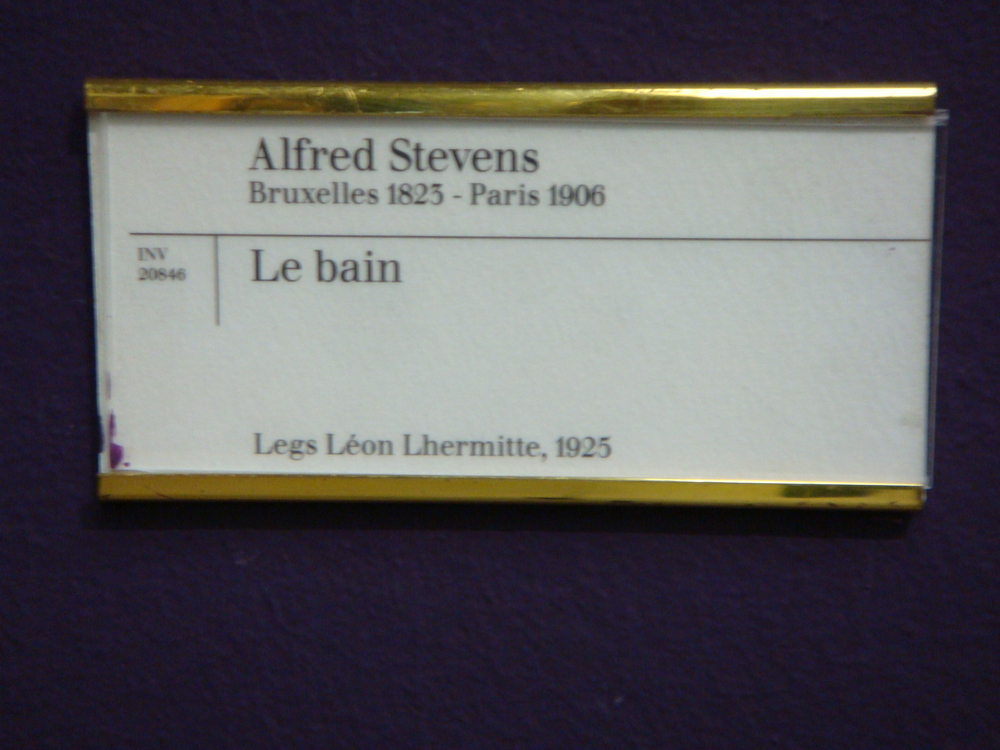 Alfred Stevens
Bruxelles 1823 - Paris 1906
INV
20846
Le bain
Legs Léon Lhermitte, 1925